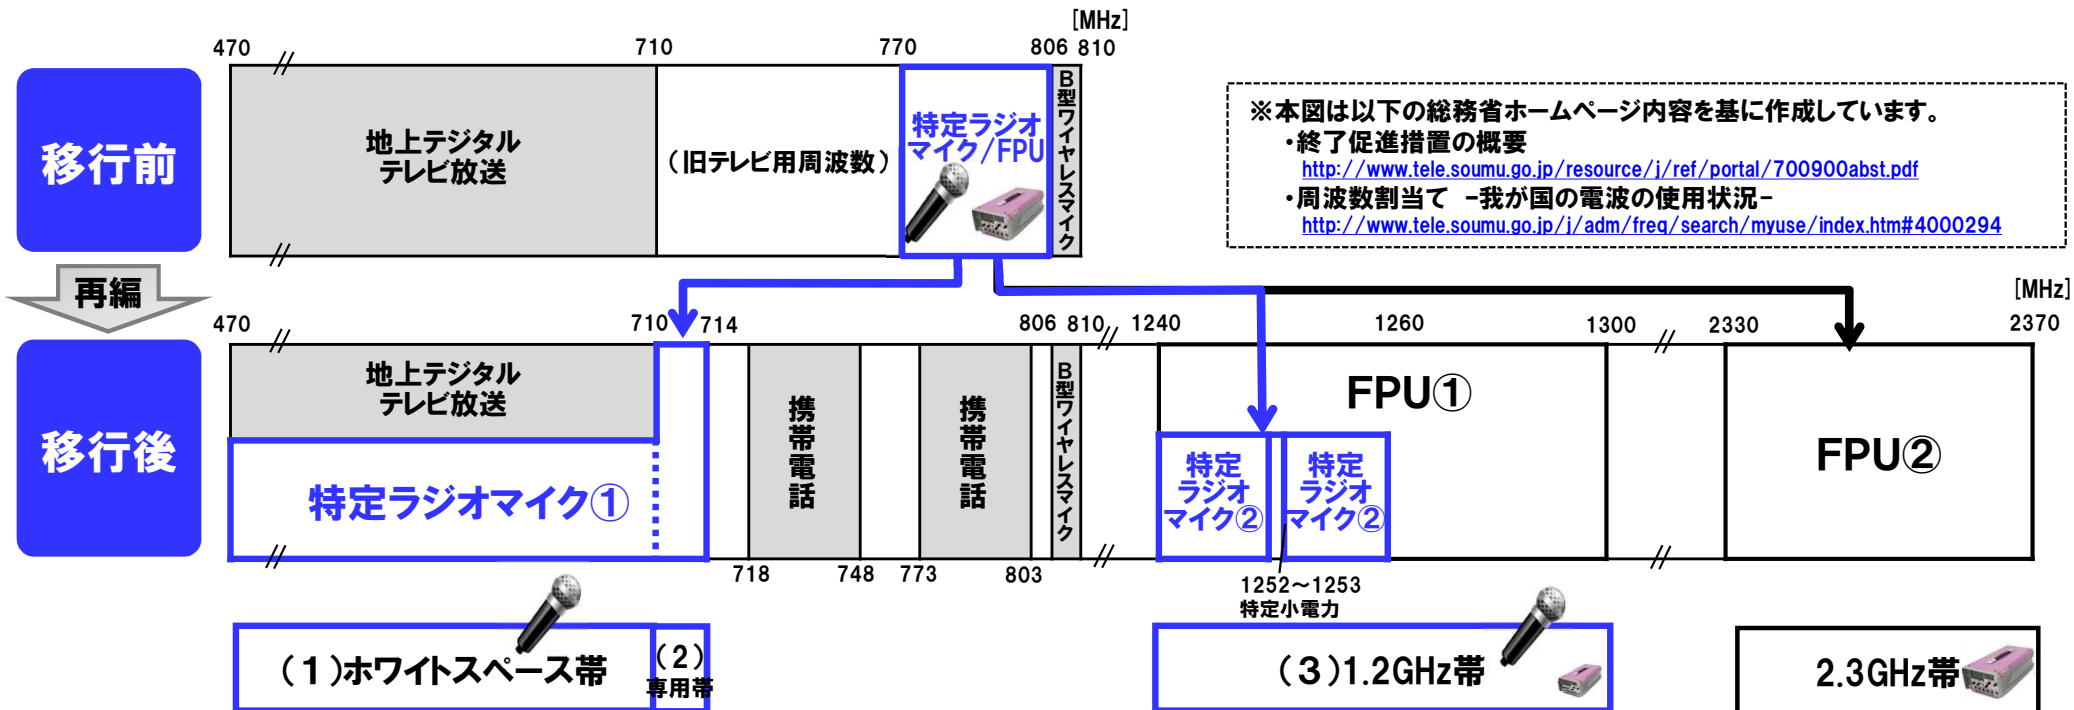 [MHz]
470
710
770
806
810
移行前
地上デジタル
テレビ放送
(旧テレビ用周波数)
特定ラジオ
マイク/FPU
B型ワイヤレスマイク
※本図は以下の総務省ホームページ内容を基に作成しています。
・終了促進措置の概要
http://www.tele.soumu.go.jp/resource/j/ref/portal/700900abst.pdf
・周波数割当て -我が国の電波の使用状況-
http://www.tele.soumu.go.jp/j/adm/freq/search/myuse/index.htm#4000294
再編
[MHz]
470
710
714
806
810
1240
1260
1300
2330
2370
移行後
地上デジタル
テレビ放送
特定ラジオマイク①
携帯電話
携帯電話
B型ワイヤレスマイク
FPU①
特定
ラジオ
マイク②
特定
ラジオ
マイク②
FPU②
718
748
773
803
1252～1253
特定小電力
(1)ホワイトスペース帯
(2)
専用帯
(3)1.2GHz帯
2.3GHz帯